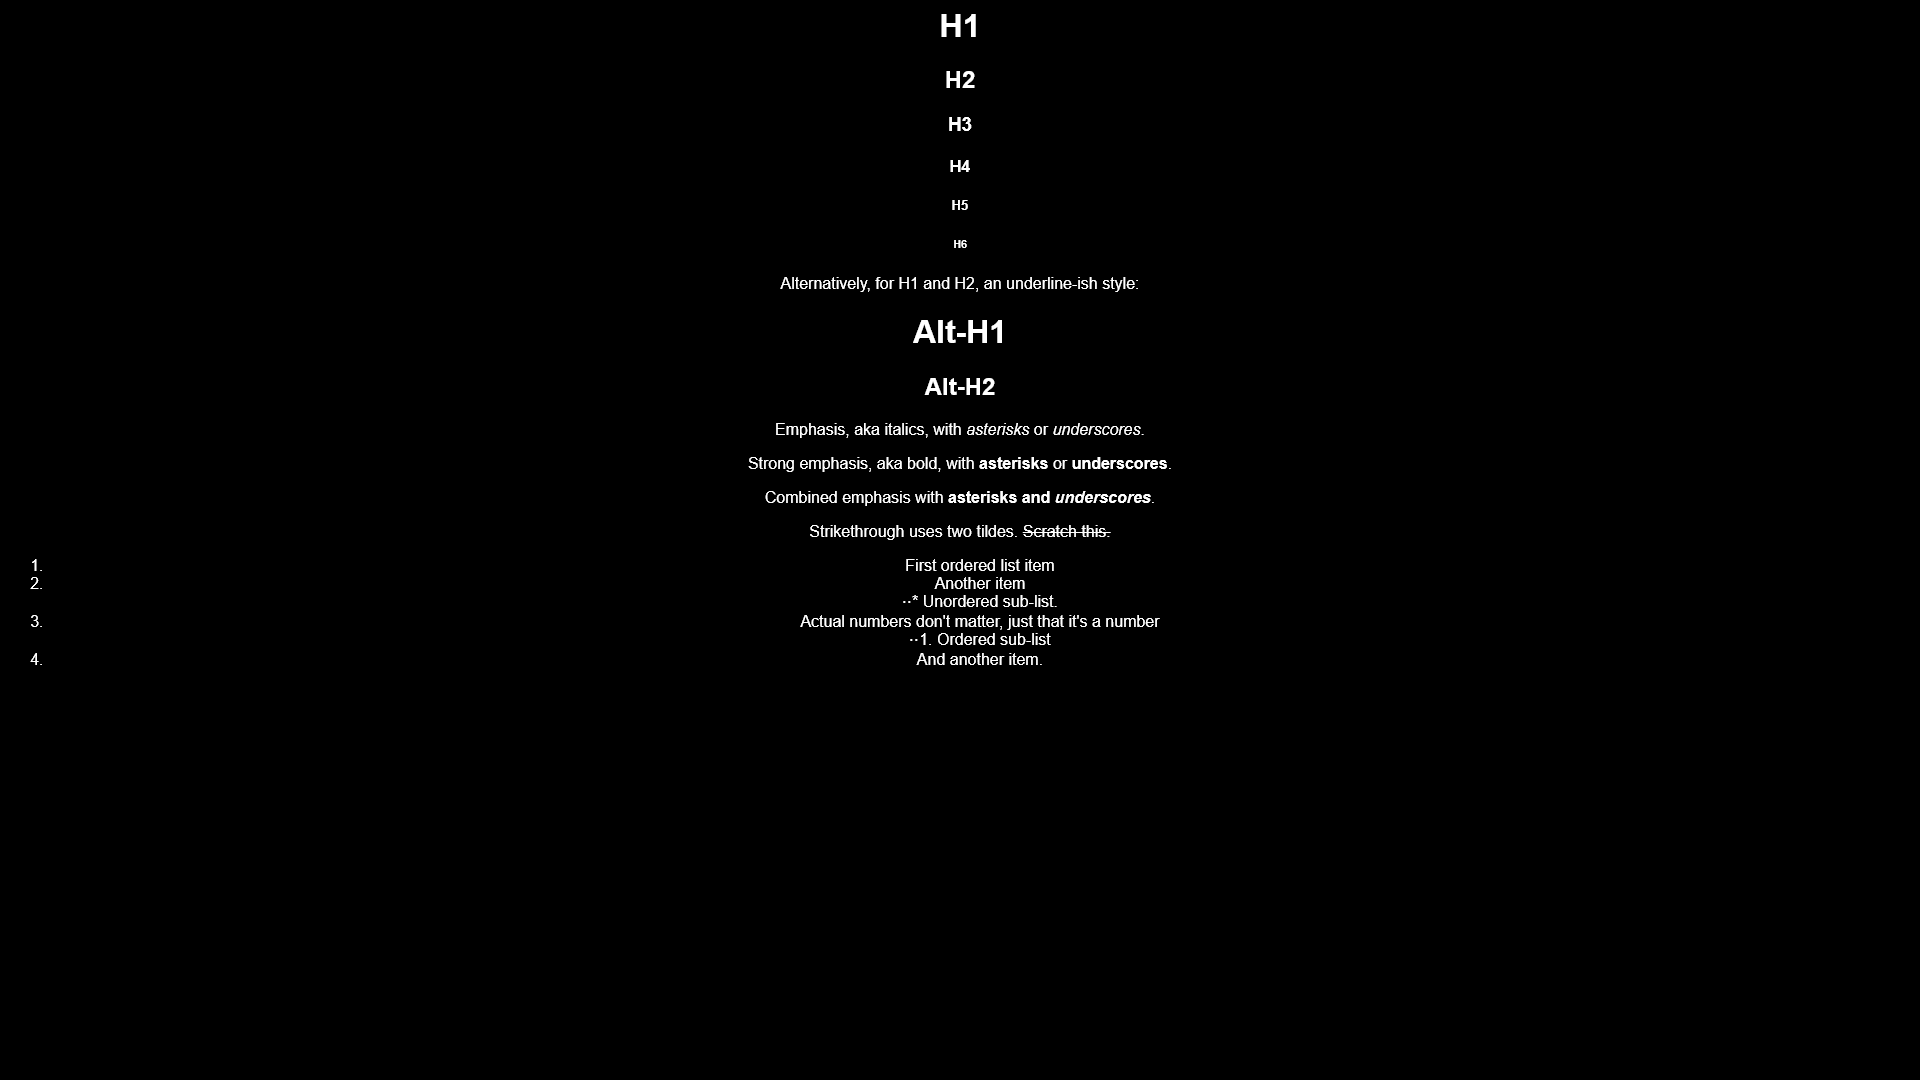 H1
H2
H3
H4
H5
H6
Alternatively, for H1 and H2, an underline-ish style:
Alt-H1
Alt-H2
Emphasis, aka italics, with asterisks or underscores.
Strong emphasis, aka bold, with asterisks or underscores.
Combined emphasis with asterisks and underscores.
Strikethrough uses two tildes. Scratch this.
1. First ordered list item
2. Another item
⋅⋅* Unordered sub-list.
3. Actual numbers don't matter, just that it's a number
⋅⋅1. Ordered sub-list
4. And another item.